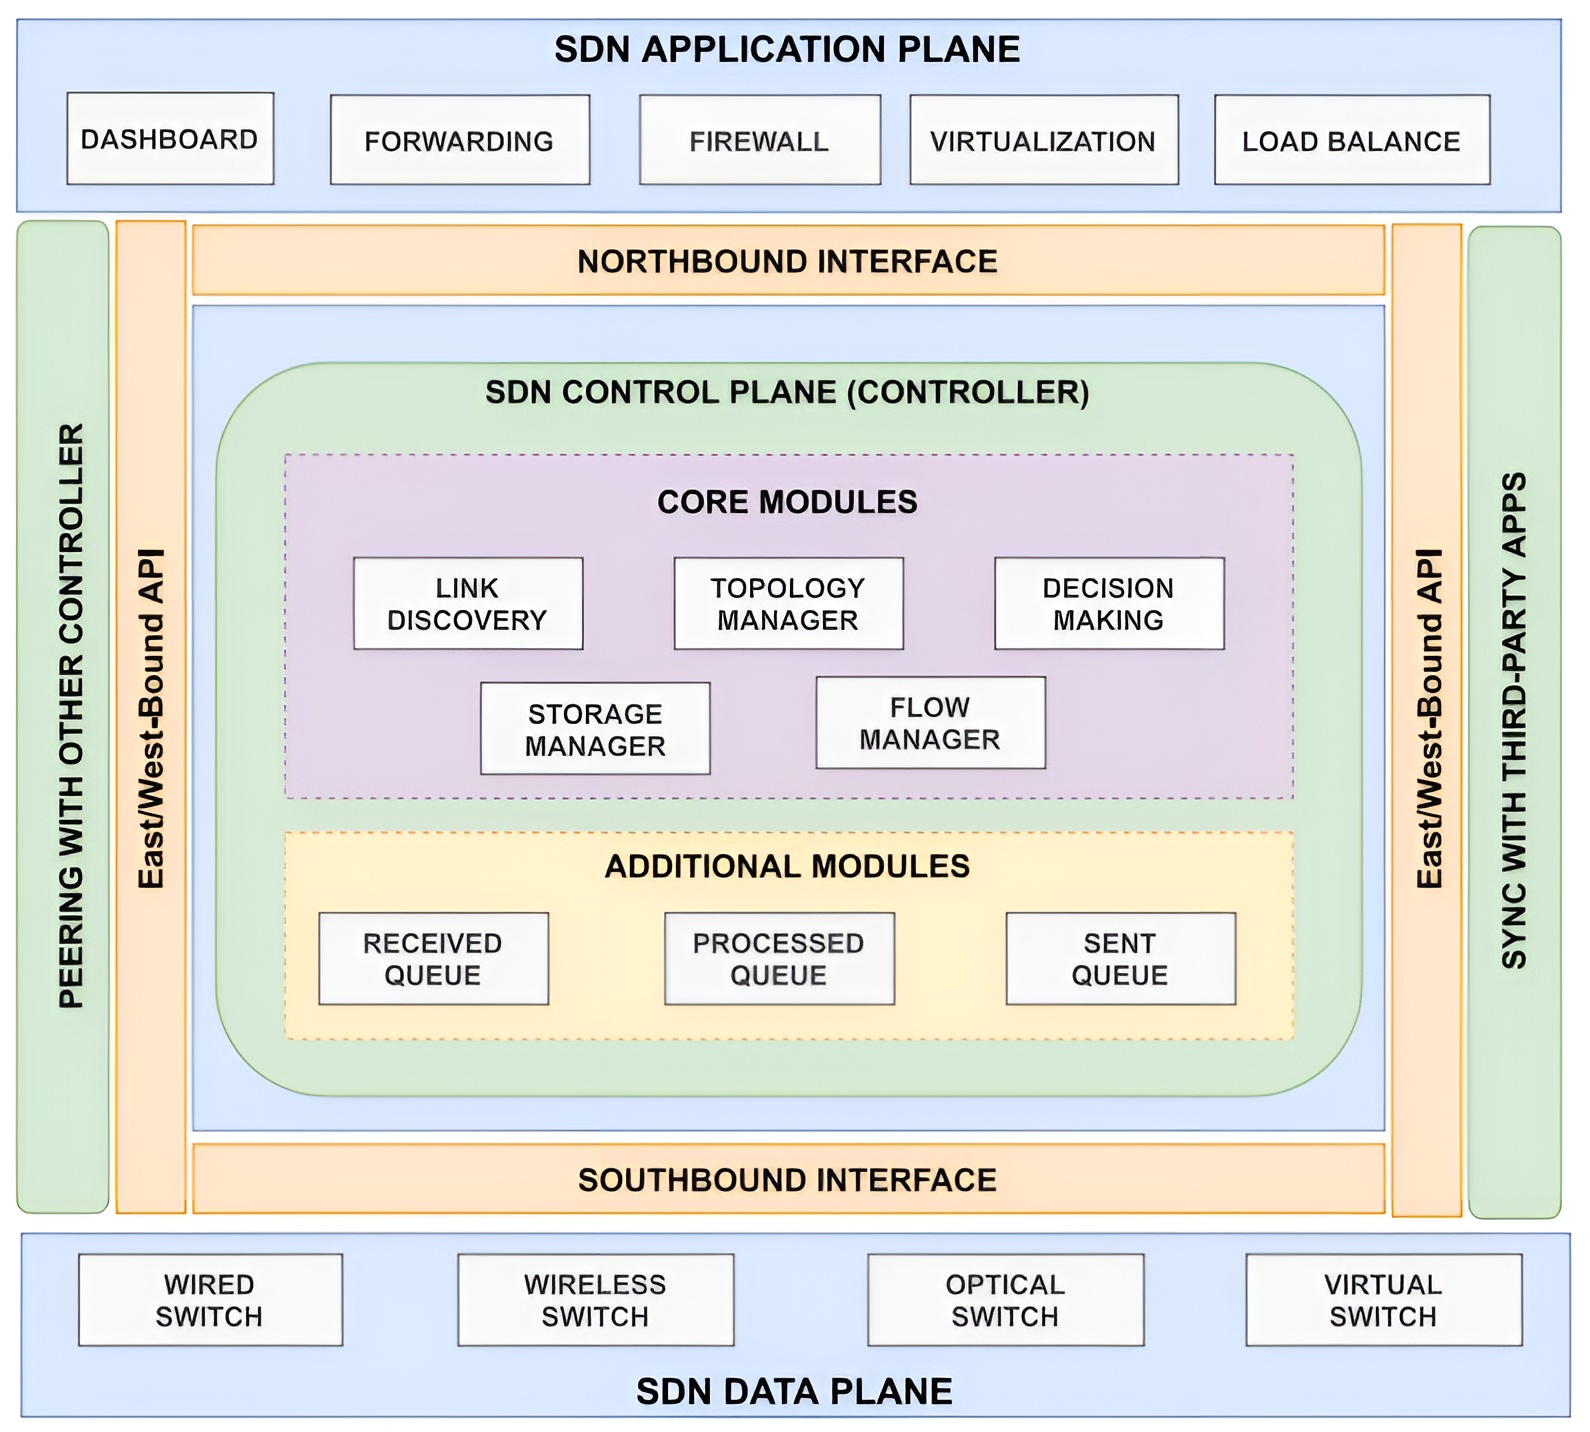 SDN APPLICATION PLANE
DASHBOARD
FORWARDING
FIREWALL
VIRTUALIZATION
LOAD BALANCE
PEERING WITH OTHER CONTROLLER
East/West-Bound API
NORTHBOUND INTERFACE
SDN CONTROL PLANE (CONTROLLER)
CORE MODULES
LINK
DISCOVERY
TOPOLOGY
MANAGER
DECISION
MAKING
STORAGE
MANAGER
FLOW
MANAGER
ADDITIONAL MODULES
RECEIVED
QUEUE
PROCESSED
QUEUE
SENT
QUEUE
SOUTHBOUND INTERFACE
East/West-Bound API
SYNC WITH THIRD-PARTY APPS
WIRED
SWITCH
WIRELESS
SWITCH
OPTICAL
SWITCH
VIRTUAL
SWITCH
SDN DATA PLANE